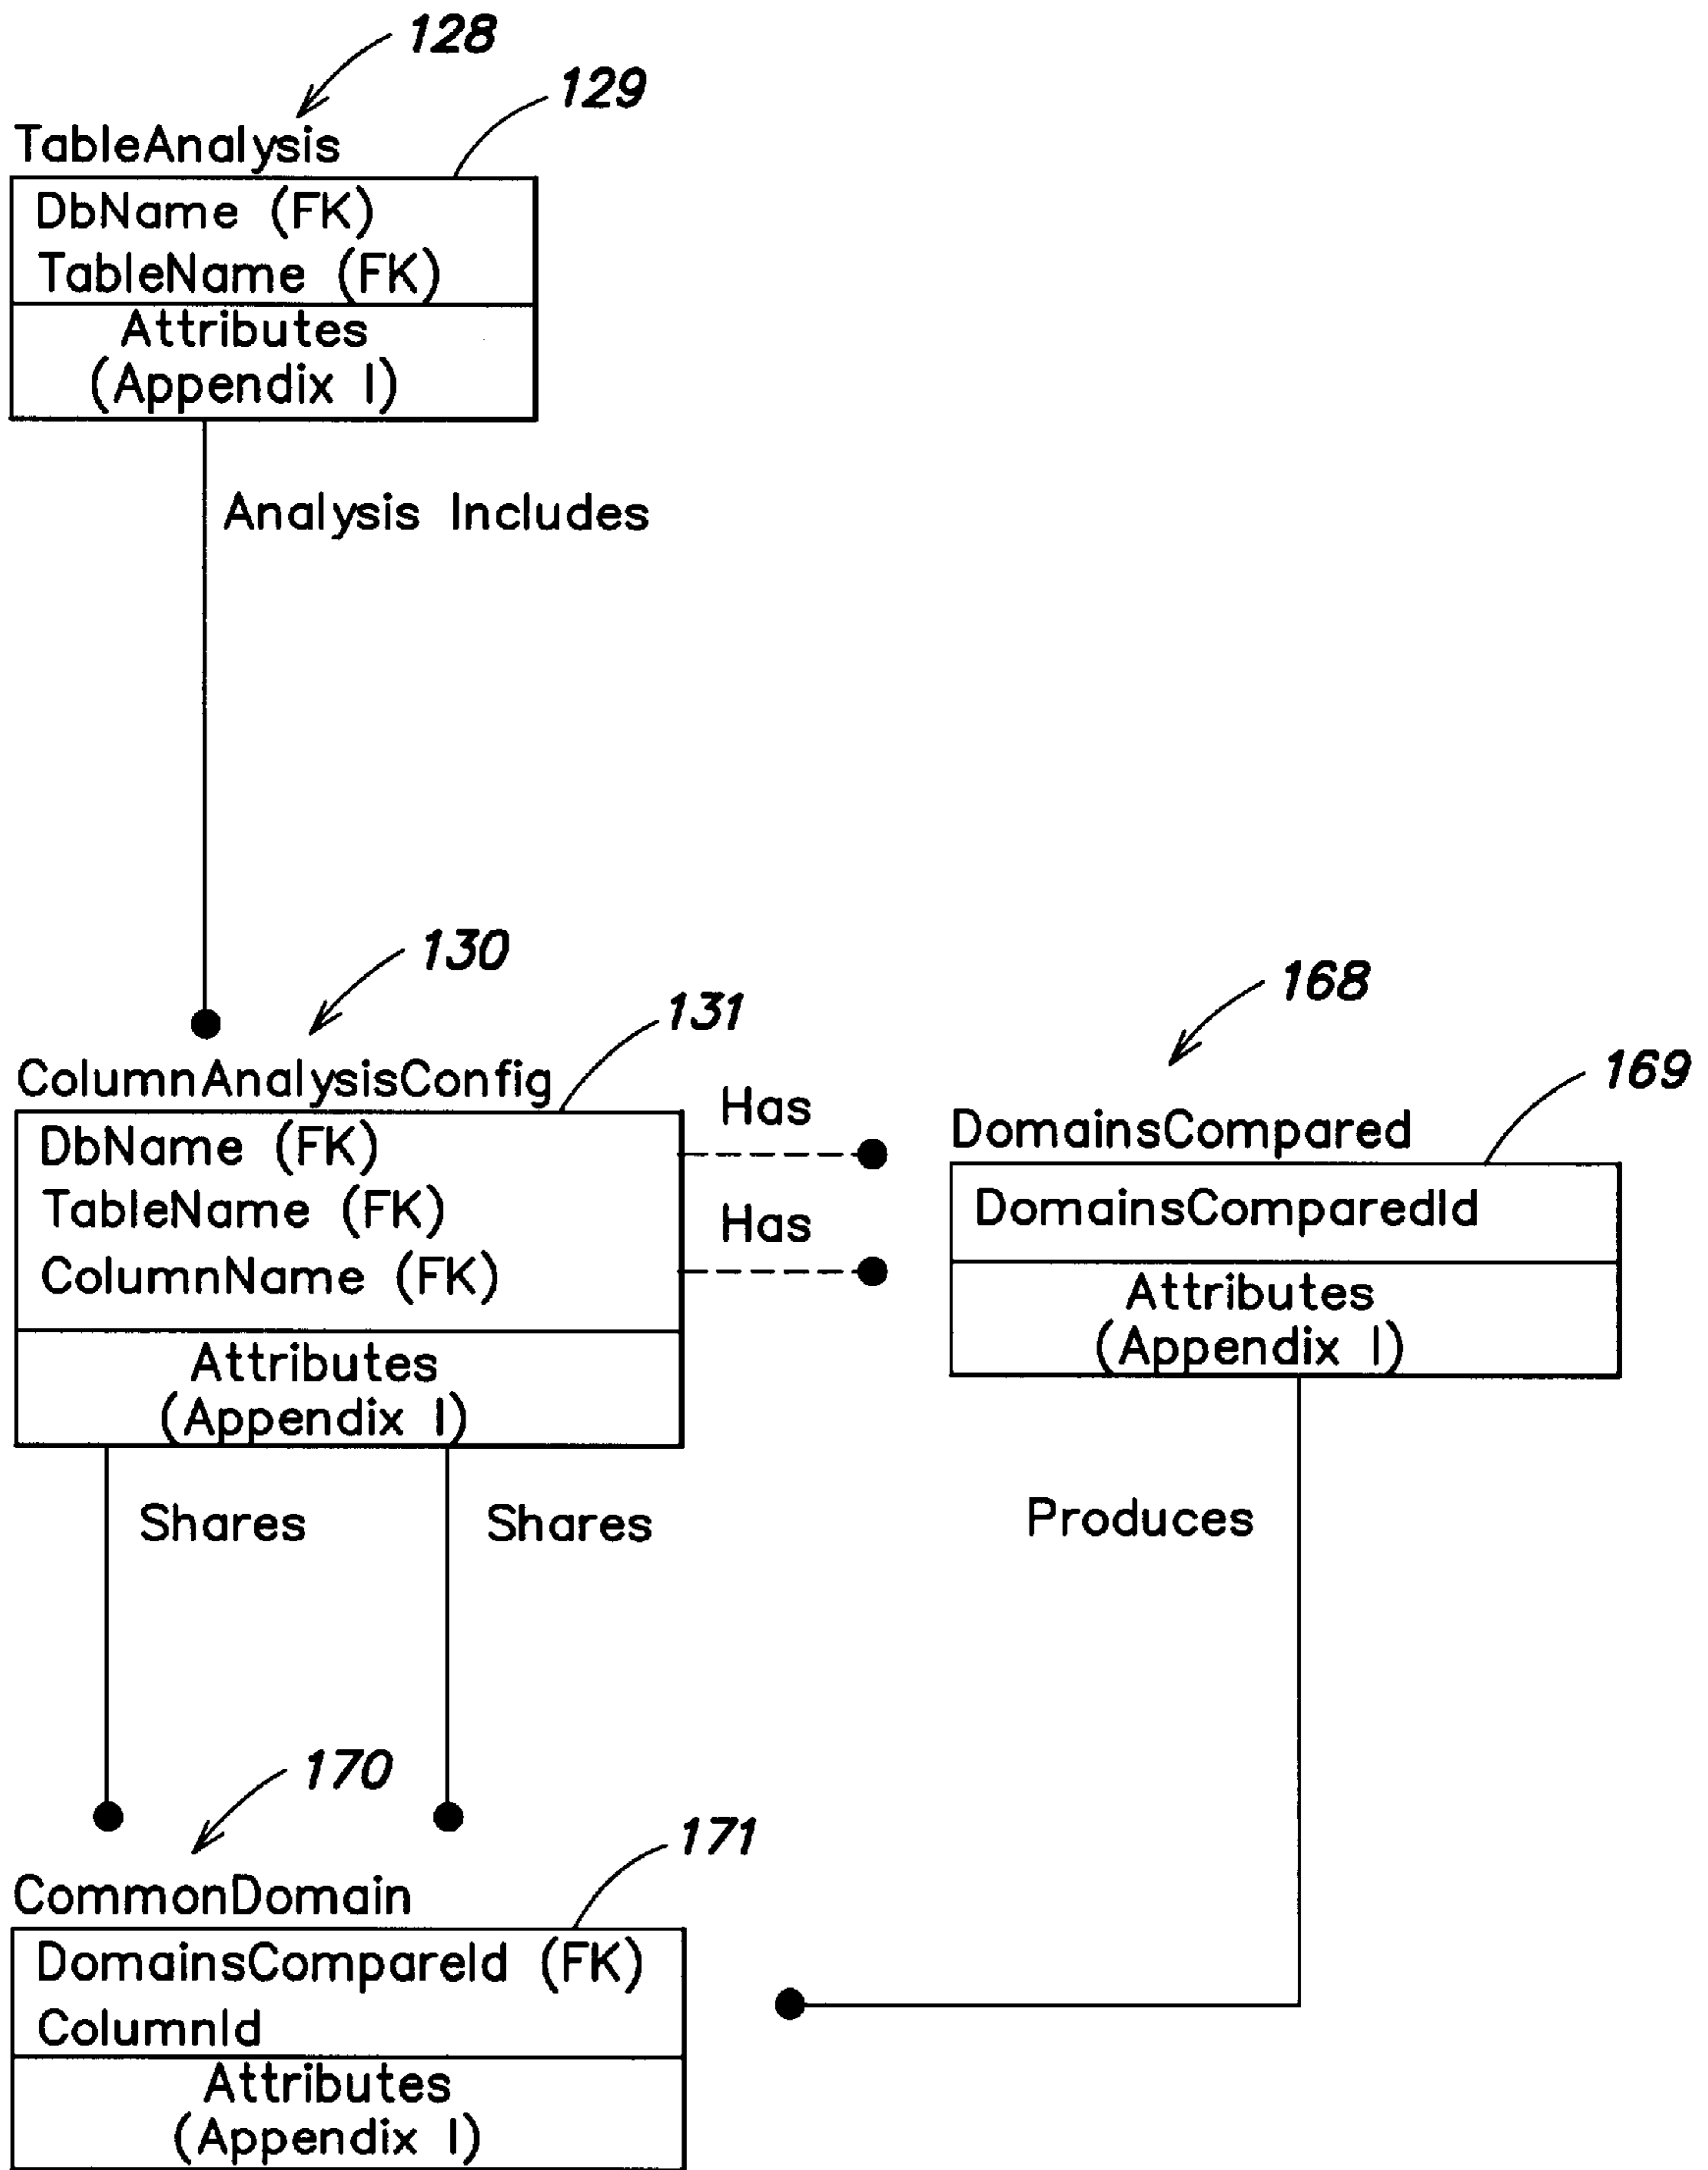 128
129
TableAnalysis
DbName (FK)
TableName (FK)
Attributes
(Appendix I)
Analysis Includes
130
131
ColumnAnalysisConfig
DbName (FK)
TableName (FK)
ColumnName (FK)
Attributes
(Appendix I)
Has
Has
168
169
DomainsCompared
DomainsComparedId
Attributes
(Appendix I)
Shares
Shares
Produces
170
171
CommonDomain
DomainsCompareId (FK)
ColumnId
Attributes
(Appendix I)